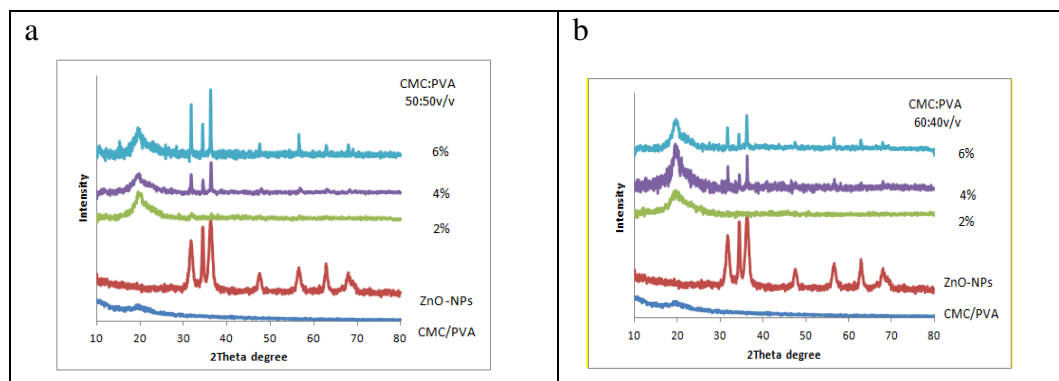 a
CMC:PVA
50:50v/v
6%
4%
2%
ZnO-NPs
CMC/PVA
Intensity
10 20 30 40 50 60 70 80
2Theta degree
b
CMC:PVA
60:40v/v
6%
4%
2%
ZnO-NPs
CMC/PVA
Intensity
10 20 30 40 50 60 70 80
2Theta degree